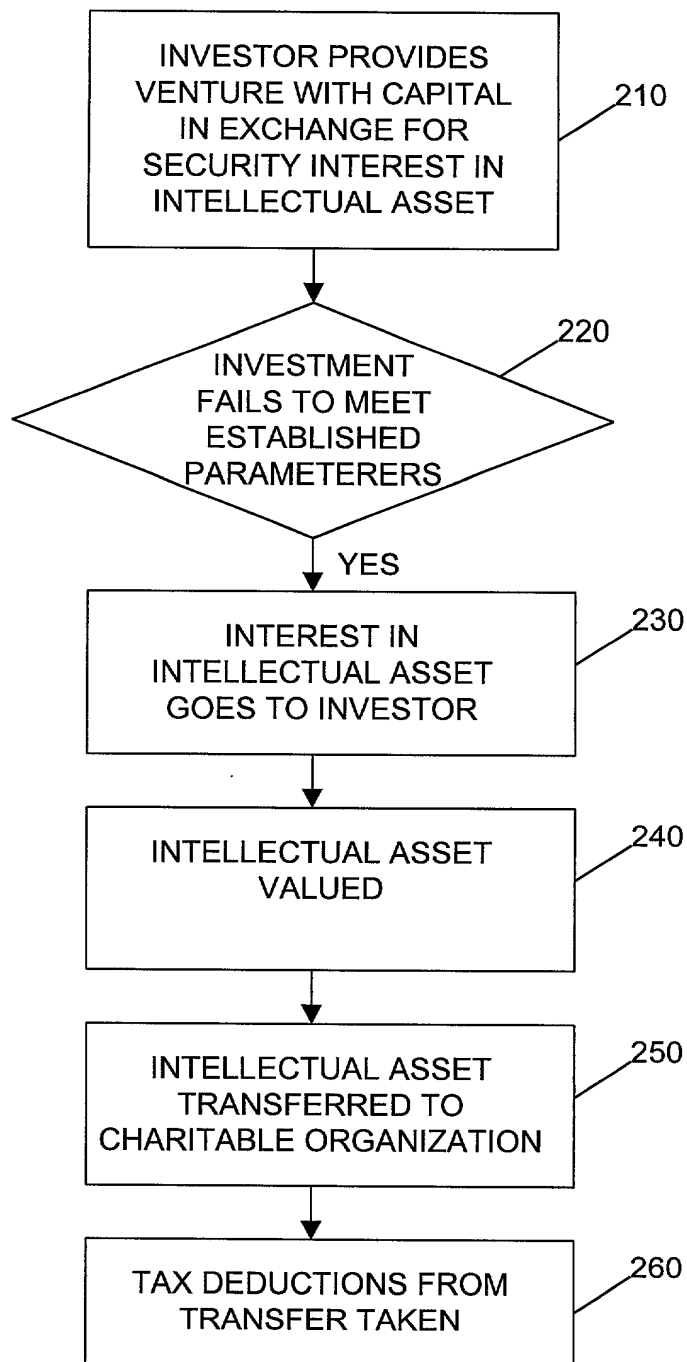 INVESTOR PROVIDES
VENTURE WITH CAPITAL
IN EXCHANGE FOR
SECURITY INTEREST IN
INTELLECTUAL ASSET
210
220
INVESTMENT
FAILS TO MEET
ESTABLISHED
PARAMETERERS
YES
230
INTEREST IN
INTELLECTUAL ASSET
GOES TO INVESTOR
240
INTELLECTUAL ASSET
VALUED
250
INTELLECTUAL ASSET
TRANSFERRED TO
CHARITABLE ORGANIZATION
260
TAX DEDUCTIONS FROM
TRANSFER TAKEN